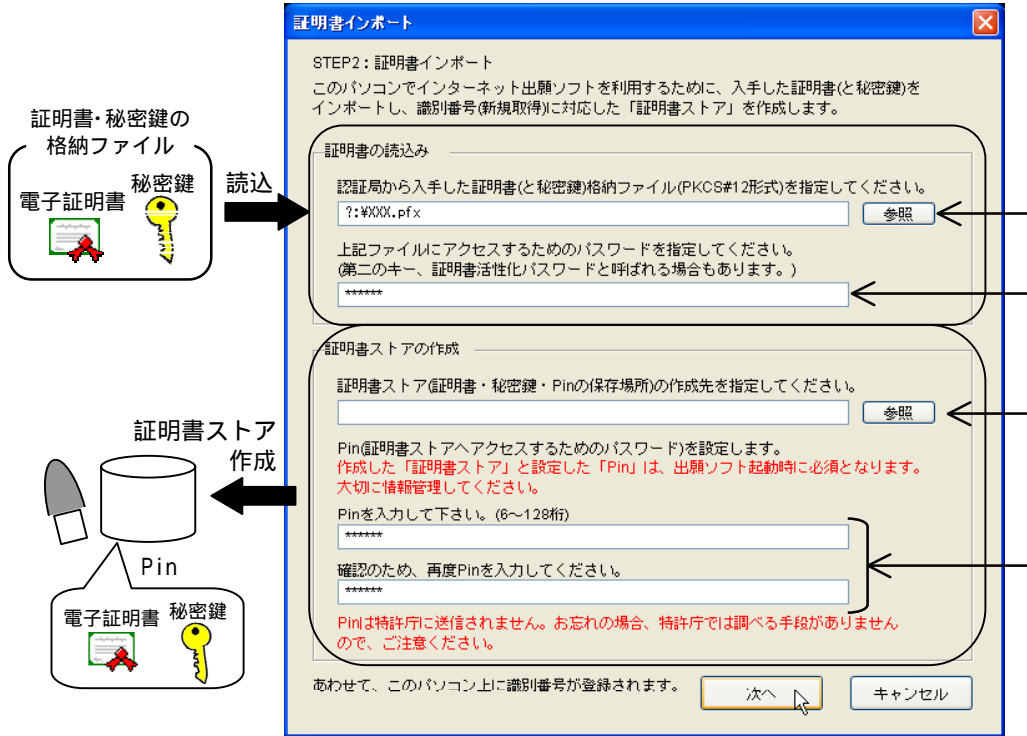 証明書インポート
STEP2：証明書インポート
このパソコンでインターネット出願ソフトを利用するために、入手した証明書(と秘密鍵)を
インポートし、識別番号(新規取得)に対応した「証明書ストア」を作成します。
証明書・秘密鍵の
格納ファイル
電子証明書
秘密鍵
読込
証明書の読込み
認証局から入手した証明書(と秘密鍵)格納ファイル(PKCS#12形式)を指定してください。
?:¥XXX.pfx
参照
上記ファイルにアクセスするためのパスワードを指定してください。
(第二のキー、証明書活性化パスワードと呼ばれる場合もあります。)
******
証明書ストアの作成
証明書ストア(証明書・秘密鍵・Pinの保存場所)の作成先を指定してください。
参照
証明書ストア
作成
Pin(証明書ストアへアクセスするためのパスワード)を設定します。
作成した「証明書ストア」と設定した「Pin」は、出願ソフト起動時に必須となります。
大切に情報管理してください。
Pinを入力して下さい。(6～128桁)
******
確認のため、再度Pinを入力してください。
******
Pin
電子証明書
秘密鍵
Pinは特許庁に送信されません。お忘れの場合、特許庁では調べる手段がありません
ので、ご注意ください。
あわせて、このパソコン上に識別番号が登録されます。
次へ
キャンセル